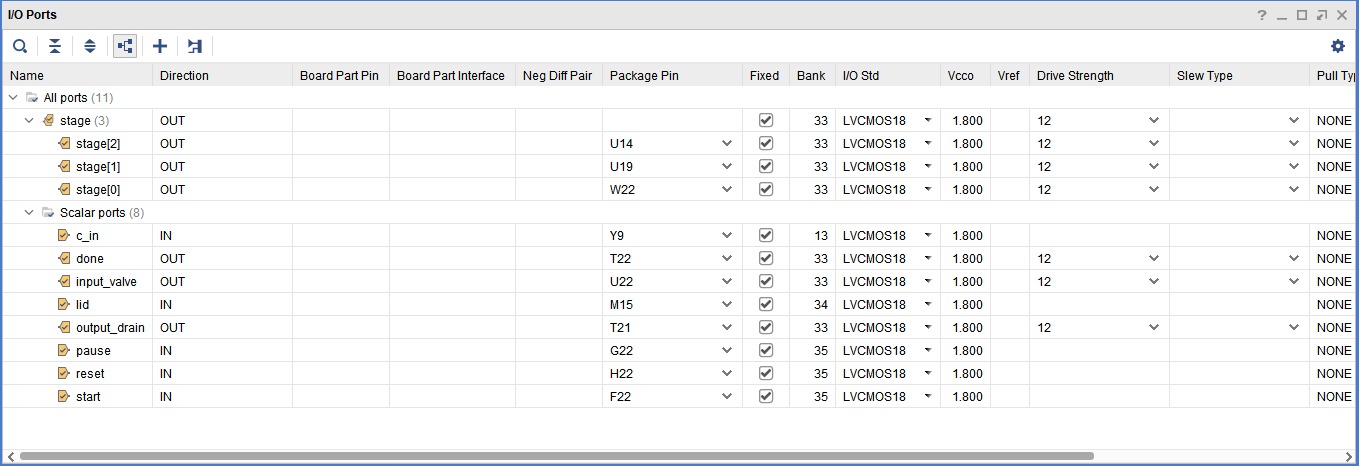 I/O Ports
Name Direction Board Part Pin Board Part Interface Neg Diff Pair Package Pin Fixed Bank I/O Std Vcco Vref Drive Strength Slew Type Pull Typ
All ports (11)
stage (3) OUT 33 LVCMOS18 1.800 12 NONE
stage[2] OUT U14 33 LVCMOS18 1.800 12 NONE
stage[1] OUT U19 33 LVCMOS18 1.800 12 NONE
stage[0] OUT W22 33 LVCMOS18 1.800 12 NONE
Scalar ports (8)
c_in IN Y9 13 LVCMOS18 1.800 NONE
done OUT T22 33 LVCMOS18 1.800 12 NONE
input_valve OUT U22 33 LVCMOS18 1.800 12 NONE
lid IN M15 34 LVCMOS18 1.800 NONE
output_drain OUT T21 33 LVCMOS18 1.800 12 NONE
pause IN G22 35 LVCMOS18 1.800 NONE
reset IN H22 35 LVCMOS18 1.800 NONE
start IN F22 35 LVCMOS18 1.800 NONE